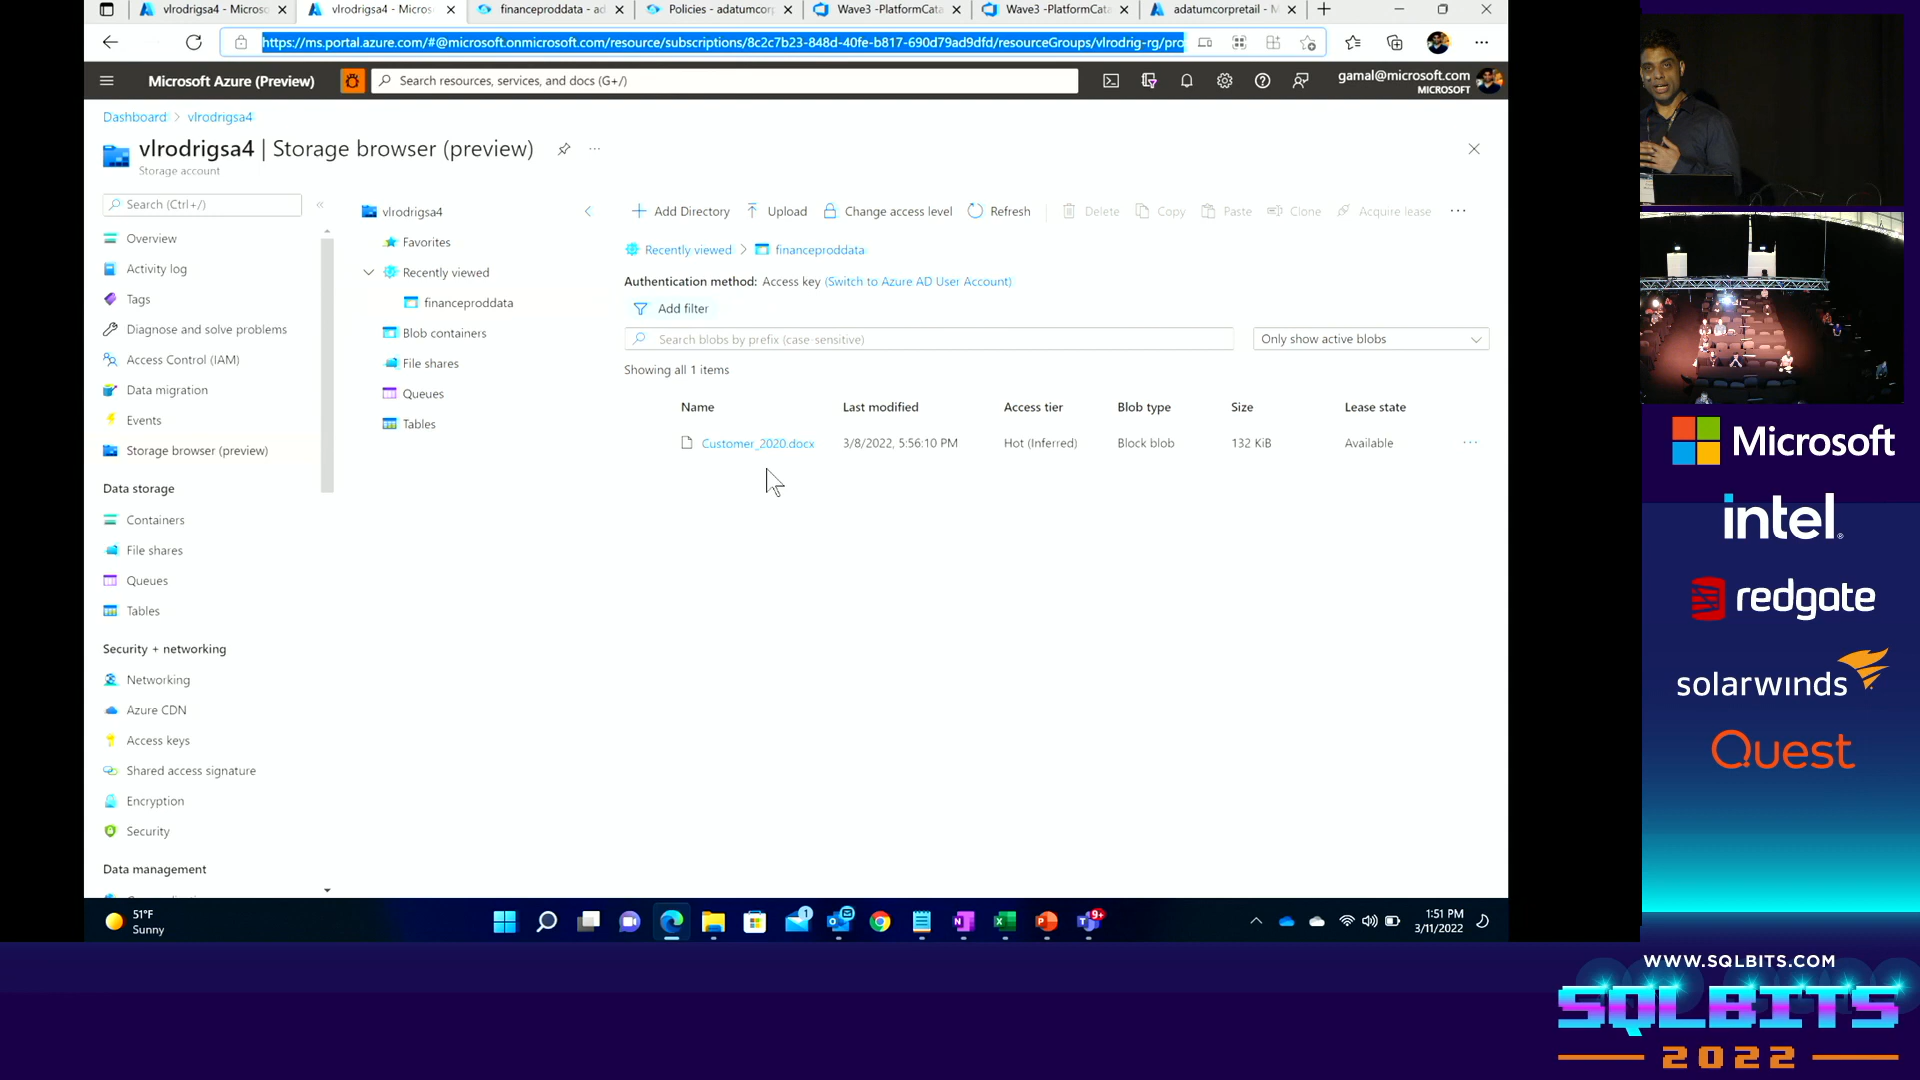 vlrodrigsa4 - Microso
vlrodrigsa4 - Micros
financeproddata - ad
Policies - adatumcorp
Wave3 -PlatformCata
Wave3 -PlatformCata
adatumcorpretail - M
https://ms.portal.azure.com/#@microsoft.onmicrosoft.com/resource/subscriptions/8c2c7b23-848d-40fe-b817-690d79ad9dfd/resourceGroups/vlrodrig-rg/pro
Microsoft Azure (Preview)
Search resources, services, and docs (G+/)
gamal@microsoft.com
MICROSOFT
Dashboard > vlrodrigsa4
vlrodrigsa4 | Storage browser (preview)
Storage account
Search (Ctrl+/)
Overview
Activity log
Tags
Diagnose and solve problems
Access Control (IAM)
Data migration
Events
Storage browser (preview)
Data storage
Containers
File shares
Queues
Tables
Security + networking
Networking
Azure CDN
Access keys
Shared access signature
Encryption
Security
Data management
vlrodrigsa4
Favorites
Recently viewed
financeproddata
Blob containers
File shares
Queues
Tables
Add Directory
Upload
Change access level
Refresh
Delete
Copy
Paste
Clone
Acquire lease
Recently viewed > financeproddata
Authentication method: Access key (Switch to Azure AD User Account)
Add filter
Search blobs by prefix (case-sensitive)
Only show active blobs
Showing all 1 items
Name Last modified Access tier Blob type Size Lease state
Customer_2020.docx 3/8/2022, 5:56:10 PM Hot (Inferred) Block blob 132 KiB Available
51°F
Sunny
1
9+
1:51 PM
3/11/2022
Microsoft
intel
redgate
solarwinds
Quest
WWW.SQLBITS.COM
SQLBITS
2022